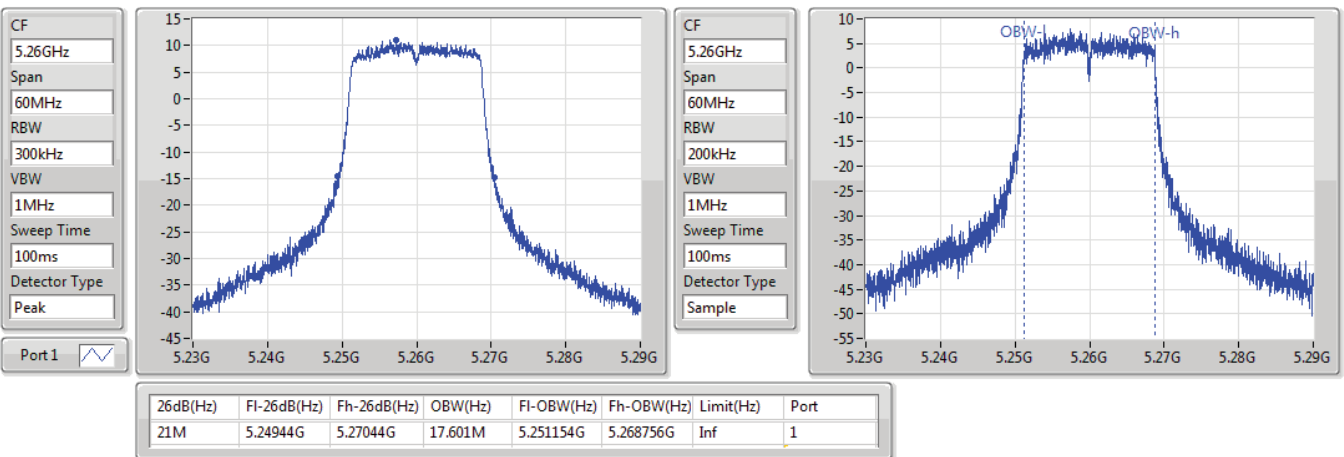 CF
5.26GHz
Span
60MHz
RBW
300kHz
VBW
1MHz
Sweep Time
100ms
Detector Type
Peak
Port 1
15
10
5
0
-5
-10
-15
-20
-25
-30
-35
-40
-45
5.23G 5.24G 5.25G 5.26G 5.27G 5.28G 5.29G
CF
5.26GHz
Span
60MHz
RBW
200kHz
VBW
1MHz
Sweep Time
100ms
Detector Type
Sample
10
5
0
-5
-10
-15
-20
-25
-30
-35
-40
-45
-50
-55
OBW-l OBW-h
5.23G 5.24G 5.25G 5.26G 5.27G 5.28G 5.29G
26dB(Hz) Fl-26dB(Hz) Fh-26dB(Hz) OBW(Hz) Fl-OBW(Hz) Fh-OBW(Hz) Limit(Hz) Port
21M 5.24944G 5.27044G 17.601M 5.251154G 5.268756G Inf 1